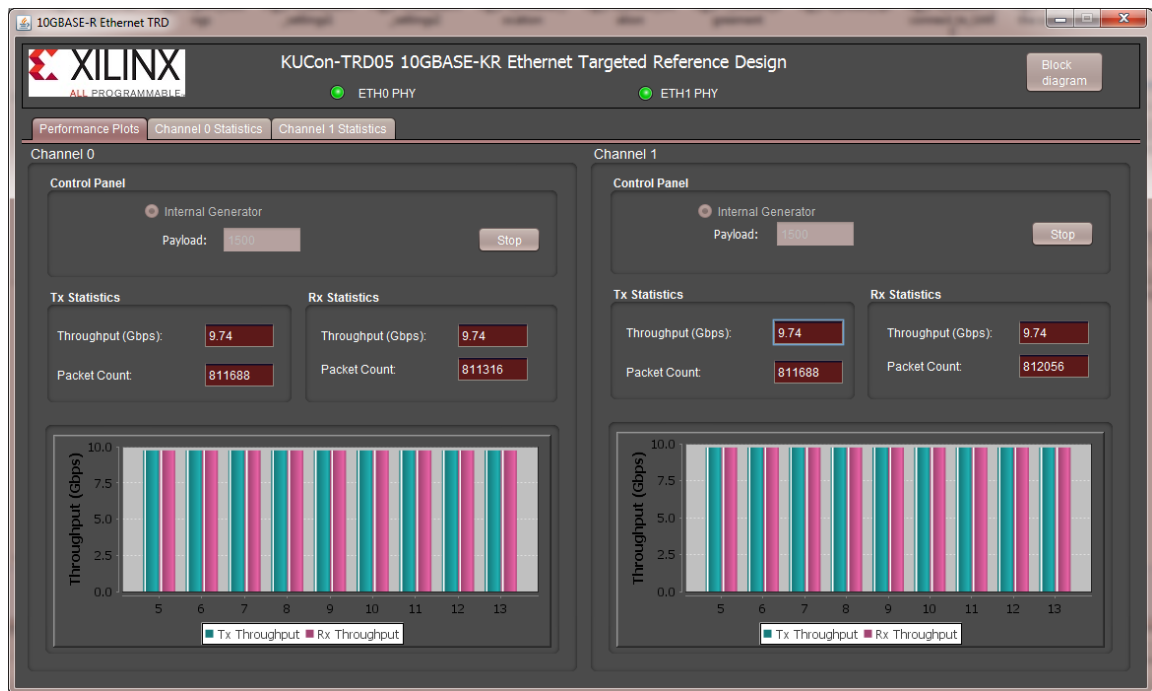 10GBASE-R Ethernet TRD
XILINX
ALL PROGRAMMABLE
KUCon-TRD05 10GBASE-KR Ethernet Targeted Reference Design
ETH0 PHY
ETH1 PHY
Block
diagram
Performance Plots
Channel 0 Statistics
Channel 1 Statistics
Channel 0
Control Panel
Internal Generator
Payload: 1500
Stop
Tx Statistics
Throughput (Gbps): 9.74
Packet Count: 811688
Rx Statistics
Throughput (Gbps): 9.74
Packet Count: 811316
Throughput (Gbps)
10.0
7.5
5.0
2.5
0.0
5 6 7 8 9 10 11 12 13
Tx Throughput Rx Throughput
Channel 1
Control Panel
Internal Generator
Payload: 1500
Stop
Tx Statistics
Throughput (Gbps): 9.74
Packet Count: 811688
Rx Statistics
Throughput (Gbps): 9.74
Packet Count: 812056
Throughput (Gbps)
10.0
7.5
5.0
2.5
0.0
5 6 7 8 9 10 11 12 13
Tx Throughput Rx Throughput